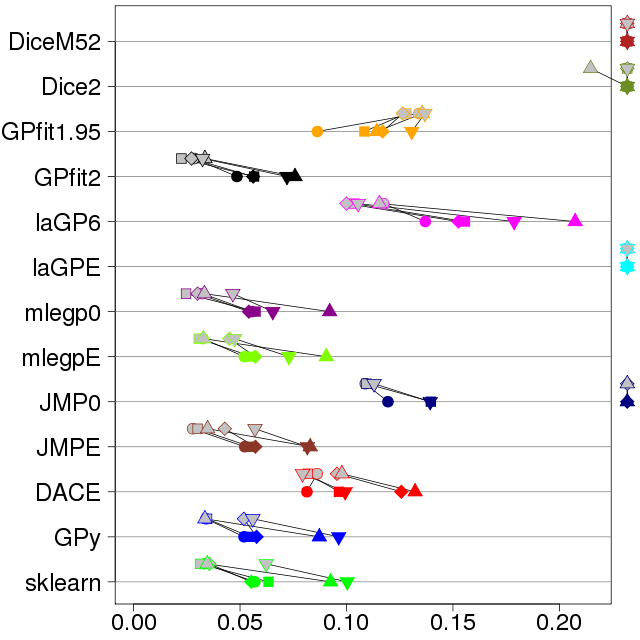 DiceM52
Dice2
GPfit1.95
GPfit2
laGP6
laGPE
mlegp0
mlegpE
JMP0
JMPE
DACE
GPy
sklearn
0.00 0.05 0.10 0.15 0.20